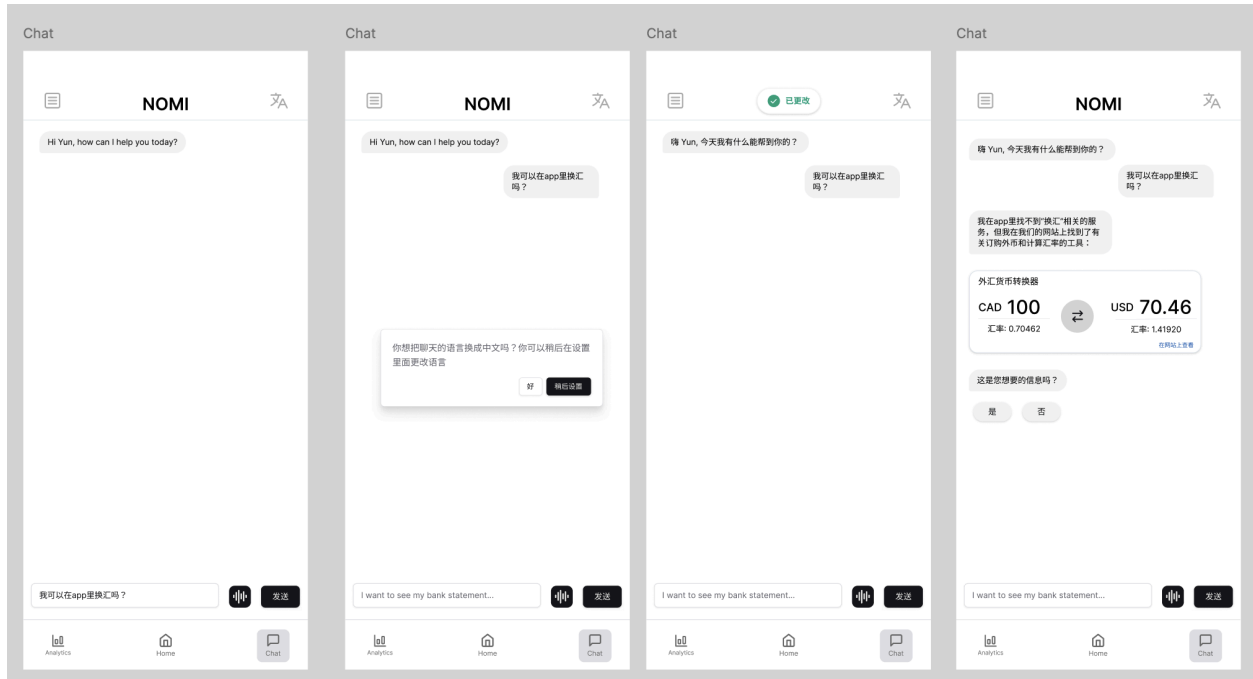 Chat
NOMI
Hi Yun, how can I help you today?
我可以在app里换汇吗？
发送
Analytics
Home
Chat
Chat
NOMI
Hi Yun, how can I help you today?
我可以在app里换汇
吗？
你想把聊天的语言换成中文吗？你可以稍后在设置
里面更改语言
好
稍后设置
I want to see my bank statement...
发送
Analytics
Home
Chat
Chat
已更改
嗨 Yun, 今天我有什么能帮到你的？
我可以在app里换汇
吗？
I want to see my bank statement...
发送
Analytics
Home
Chat
Chat
NOMI
嗨 Yun, 今天我有什么能帮到你的？
我可以在app里换汇
吗？
我在app里找不到“换汇”相关的服
务，但我在我们的网站上找到了有
关订购外币和计算汇率的工具：
外汇货币转换器
CAD 100
USD 70.46
汇率: 0.70462
汇率: 1.41920
在网站上查看
这是您想要的信息吗？
是
否
I want to see my bank statement...
发送
Analytics
Home
Chat